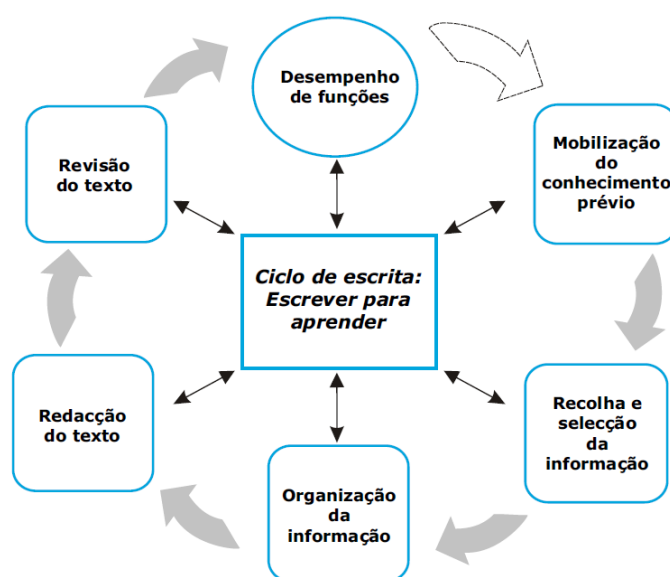 Desempenho
de funções
Mobilização
do
conhecimento
prévio
Recolha e
selecção
da
informação
Organização
da
informação
Redacção
do texto
Revisão
do texto
Ciclo de escrita:
Escrever para
aprender